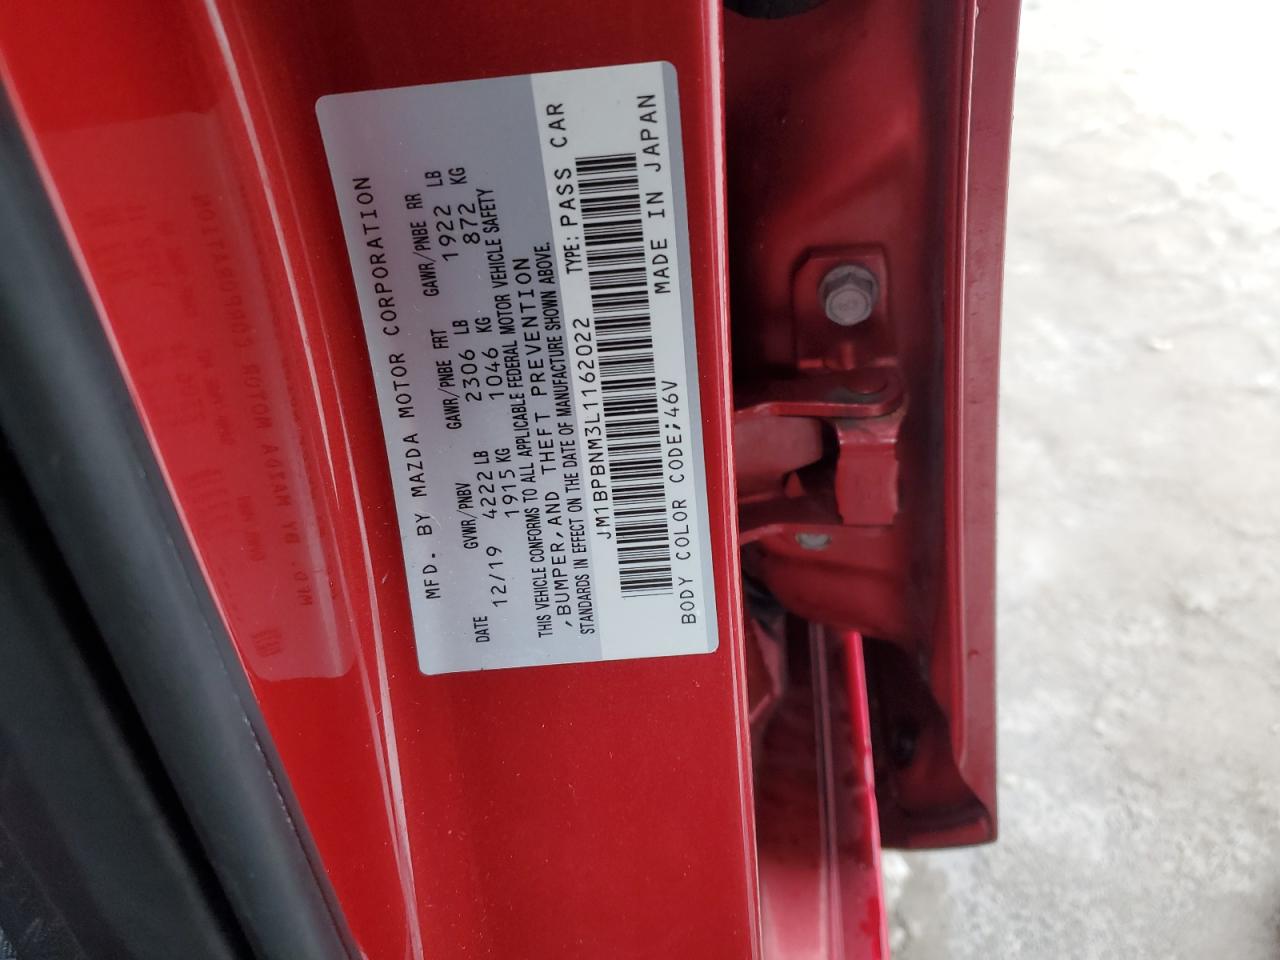 MFD. BY MAZDA MOTOR CORPORATION
DATE GVWR/PNBV GAWR/PNBE FRT GAWR/PNBE RR
12/19 4222 LB 2306 LB 1922 LB
1915 KG 1046 KG 872 KG
THIS VEHICLE CONFORMS TO ALL APPLICABLE FEDERAL MOTOR VEHICLE SAFETY
,BUMPER,AND THEFT PREVENTION
STANDARDS IN EFFECT ON THE DATE OF MANUFACTURE SHOWN ABOVE.
JM1BPBNM3L1162022 TYPE: PASS CAR
BODY COLOR CODE;46V MADE IN JAPAN